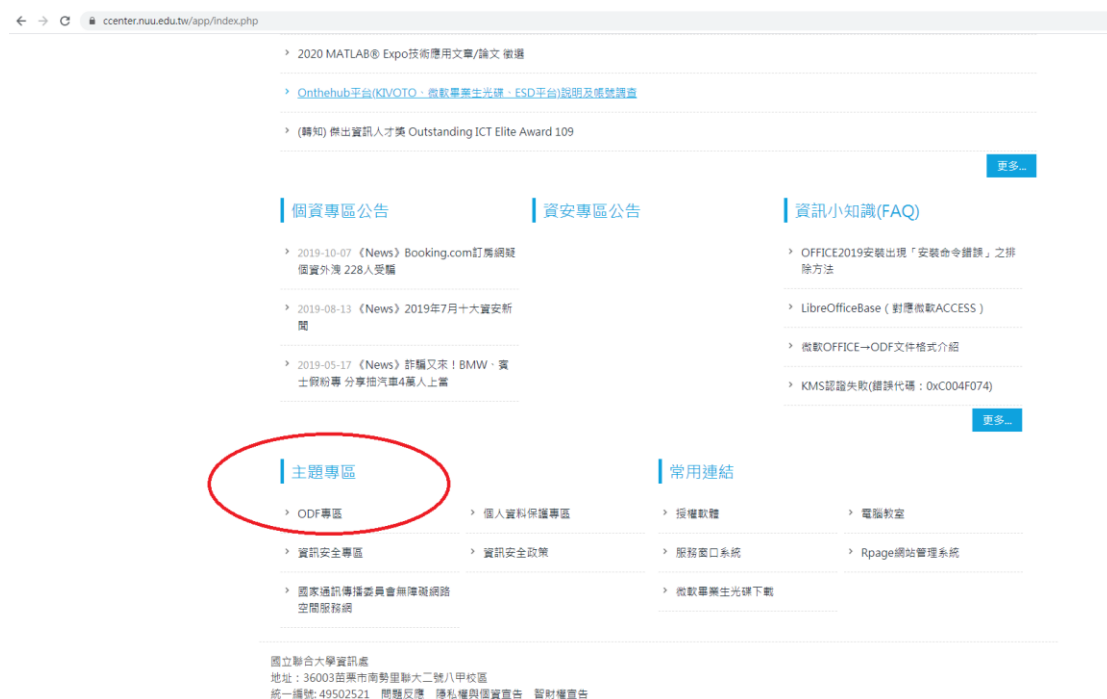 ccenter.nuu.edu.tw/app/index.php
2020 MATLAB® Expo技術應用文章/論文 徵選
Onthehub平台(KIVOTO、微軟畢業生光碟、ESD平台)說明及帳號調查
(轉知) 傑出資訊人才獎 Outstanding ICT Elite Award 109
更多...
個資專區公告
2019-10-07 《News》Booking.com訂房網疑
個資外洩 228人受騙
2019-08-13 《News》2019年7月十大資安新
聞
2019-05-17 《News》詐騙又來！BMW、賓
士假粉專 分享抽汽車4萬人上當
資安專區公告
資訊小知識(FAQ)
OFFICE2019安裝出現「安裝命令錯誤」之排
除方法
LibreOfficeBase ( 對應微軟ACCESS )
微軟OFFICE→ODF文件格式介紹
KMS認證失敗(錯誤代碼：0xC004F074)
更多...
主題專區
ODF專區
個人資料保護專區
資訊安全專區
資訊安全政策
國家通訊傳播委員會無障礙網路
空間服務網
常用連結
授權軟體
電腦教室
服務窗口系統
Rpage網站管理系統
微軟畢業生光碟下載
國立聯合大學資訊處
地址：36003苗栗市南勢里聯大二號八甲校區
統一編號: 49502521 問題反應 隱私權與個資宣告 智財權宣告